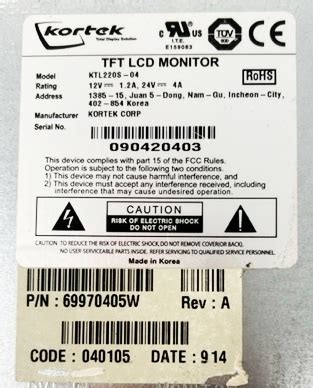 kortek
Total Display Solution
CE
c UL us
I.T.E.
E159083
TÜV
TFT LCD MONITOR
Model KTL220S-04
RoHS
Rating 12V⎓ 1.2A, 24V⎓ 4A
Address 1385-15, Juan 5-Dong, Nam-Gu, Incheon-City,
402-854 Korea
Manufacturer KORTEK CORP
Serial No.
090420403
This device complies with part 15 of the FCC Rules.
Operation is subject to the following two conditions.
1) This device may not cause harmful interference, and
2) This device must accept any interference received, including
interference that may cause undesired operation.
CAUTION
RISK OF ELECTRIC SHOCK
DO NOT OPEN
TO REDUCE THE RISK OF ELECTRIC SHOCK, DO NOT REMOVE COVER (OR BACK).
NO USER-SERVICEABLE PARTS INSIDE. REFER SERVICING TO QUALIFIED SERVICE PERSONNEL.
Made in Korea
P/N : 69970405W Rev : A
CODE : 040105 DATE : 9 14